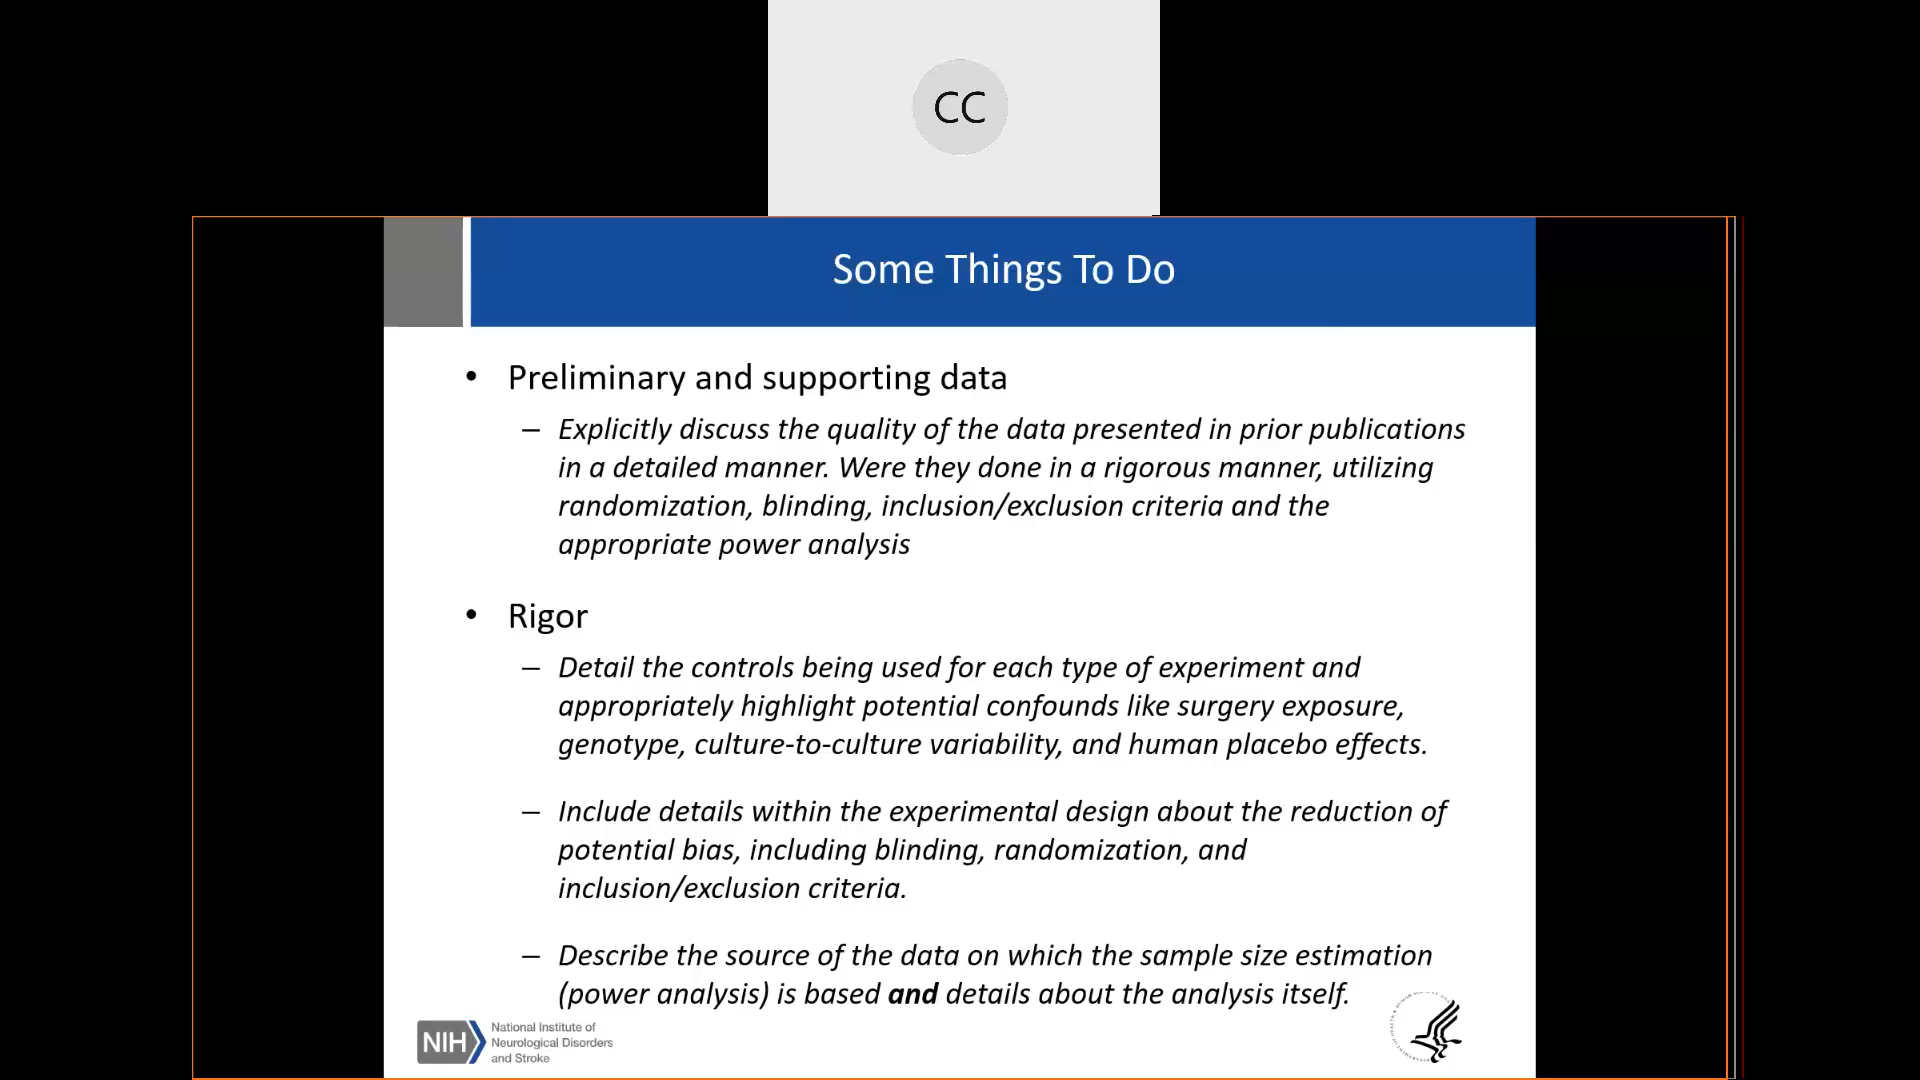 CC
Some Things To Do
• Preliminary and supporting data
– Explicitly discuss the quality of the data presented in prior publications
in a detailed manner. Were they done in a rigorous manner, utilizing
randomization, blinding, inclusion/exclusion criteria and the
appropriate power analysis
• Rigor
– Detail the controls being used for each type of experiment and
appropriately highlight potential confounds like surgery exposure,
genotype, culture-to-culture variability, and human placebo effects.
– Include details within the experimental design about the reduction of
potential bias, including blinding, randomization, and
inclusion/exclusion criteria.
– Describe the source of the data on which the sample size estimation
(power analysis) is based and details about the analysis itself.
NIH
National Institute of
Neurological Disorders
and Stroke